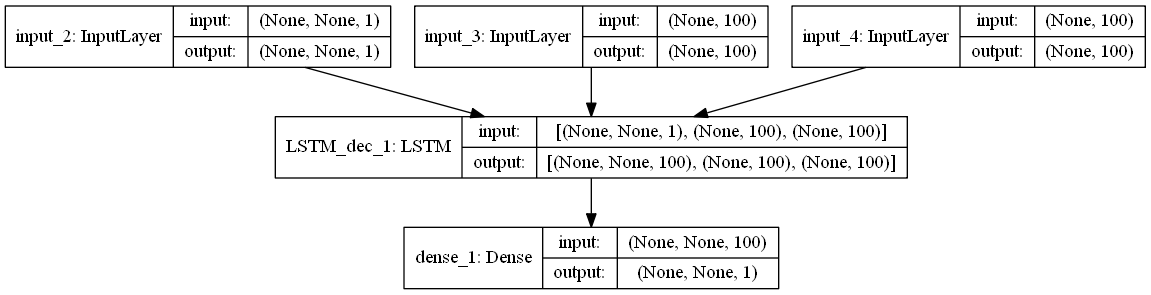 input_2: InputLayer
input: (None, None, 1)
output: (None, None, 1)
input_3: InputLayer
input: (None, 100)
output: (None, 100)
input_4: InputLayer
input: (None, 100)
output: (None, 100)
LSTM_dec_1: LSTM
input: [(None, None, 1), (None, 100), (None, 100)]
output: [(None, None, 100), (None, 100), (None, 100)]
dense_1: Dense
input: (None, None, 100)
output: (None, None, 1)